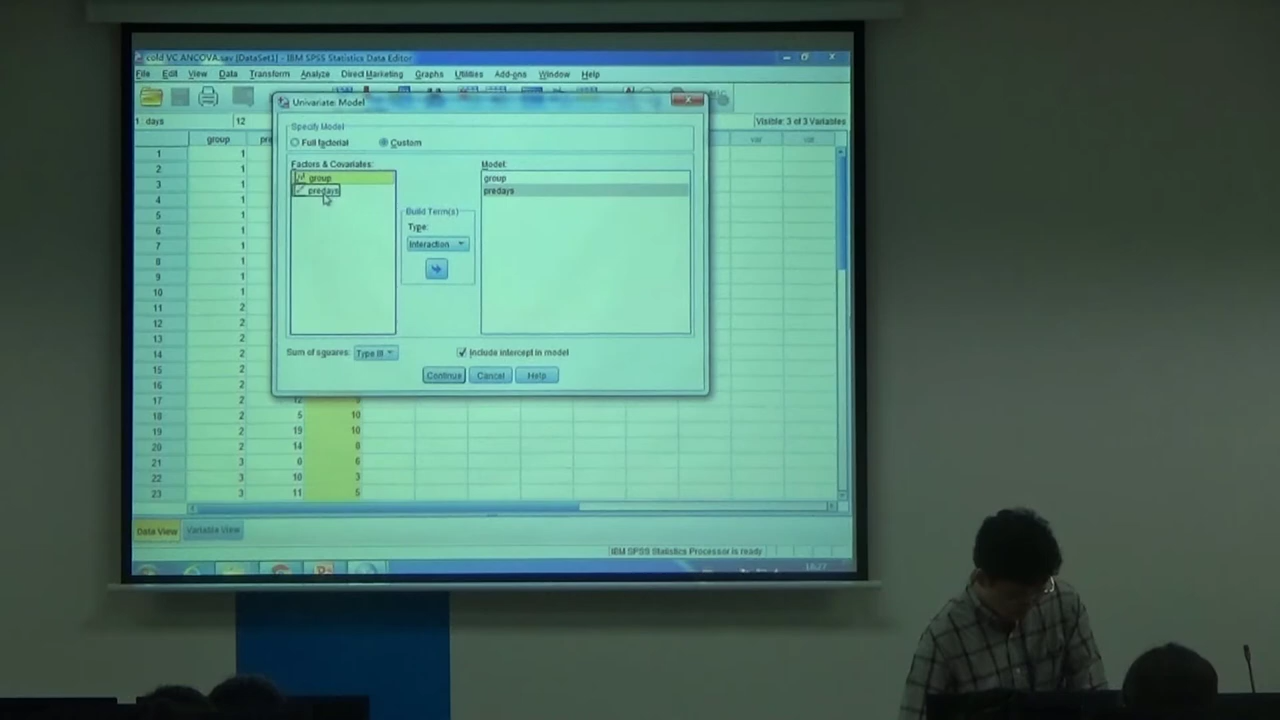 cold VC ANCOVA.sav [DataSet1] - IBM SPSS Statistics Data Editor
File Edit View Data Transform Analyze Direct Marketing Graphs Utilities Add-ons Window Help
Univariate: Model
days 12 Visible: 3 of 3 Variables
Specify Model
Full factorial Custom
group var var
Factors & Covariates: Model:
group group
predays predays
Build Term(s)
Type:
Interaction
Sum of squares: Type III Include intercept in model
Continue Cancel Help
1 1
2 1
3 1
4 1
5 1
6 1
7 1
8 1
9 1
10 1
11 2
12 2
13 2
14 2
15 2
16 2
17 2
18 2 5 10
19 2 19 10
20 2 14
21 3 0 6
22 3 10 3
23 3 11 5
Data View Variable View
IBM SPSS Statistics Processor is ready